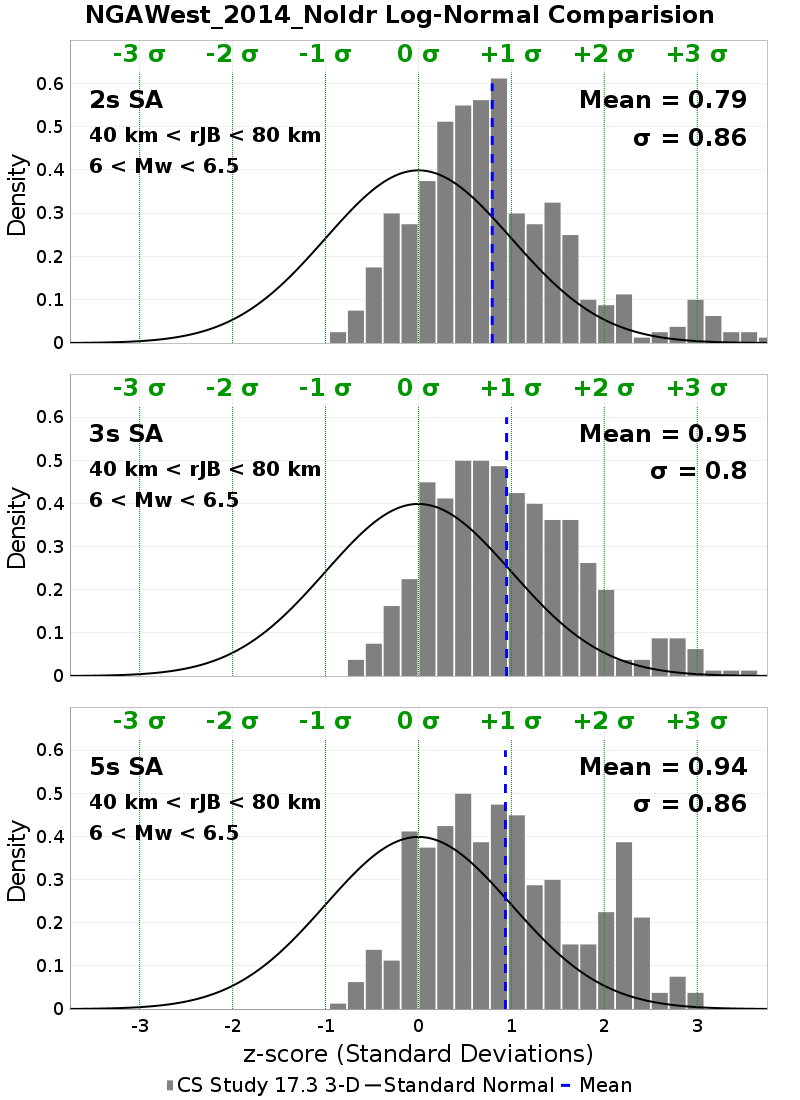 NGAWest_2014_NoIdr Log-Normal Comparision
-3 σ -2 σ -1 σ 0 σ +1 σ +2 σ +3 σ
2s SA
Mean = 0.79
40 km < rJB < 80 km
σ = 0.86
6 < Mw < 6.5
Density
0.6
0.5
0.4
0.3
0.2
0.1
0
-3 σ -2 σ -1 σ 0 σ +1 σ +2 σ +3 σ
3s SA
Mean = 0.95
40 km < rJB < 80 km
σ = 0.8
6 < Mw < 6.5
Density
0.6
0.5
0.4
0.3
0.2
0.1
0
-3 σ -2 σ -1 σ 0 σ +1 σ +2 σ +3 σ
5s SA
Mean = 0.94
40 km < rJB < 80 km
σ = 0.86
6 < Mw < 6.5
Density
0.6
0.5
0.4
0.3
0.2
0.1
0
-3 -2 -1 0 1 2 3
z-score (Standard Deviations)
CS Study 17.3 3-D Standard Normal Mean